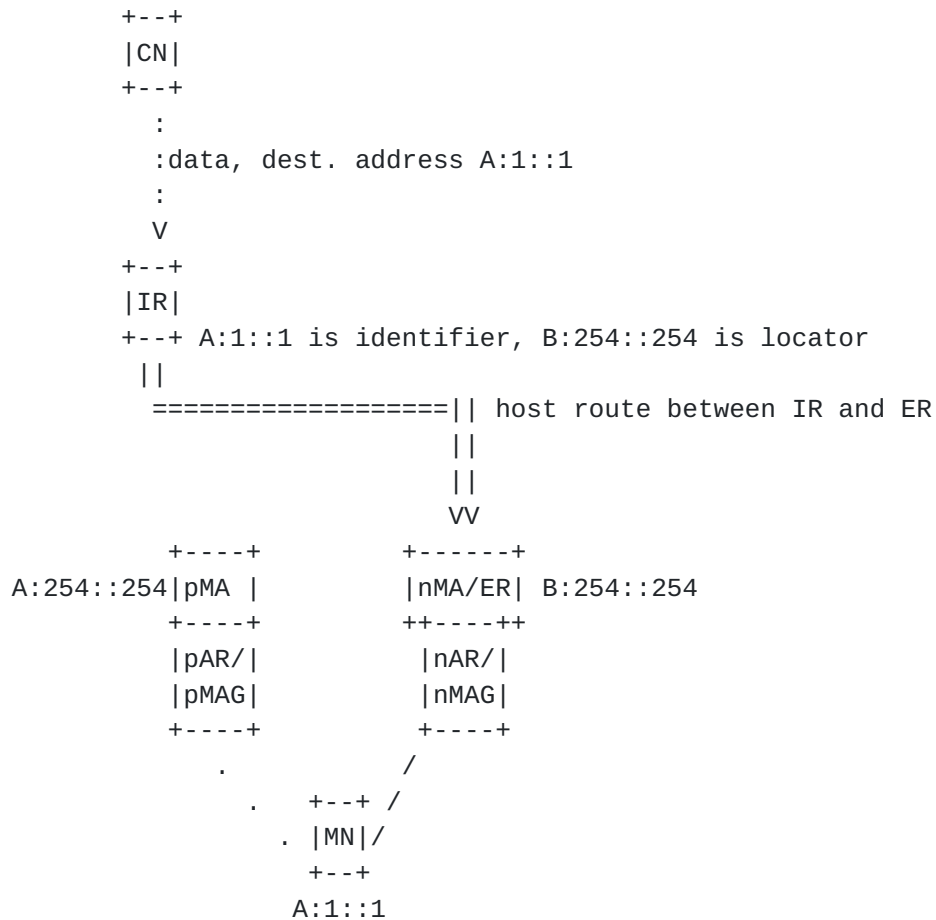 +--+
|CN|
+--+
:
:data, dest. address A:1::1
:
V
+--+
|IR|
+--+ A:1::1 is identifier, B:254::254 is locator
||
===================|| host route between IR and ER
||
||
VV
+----+ +------+
A:254::254|pMA | |nMA/ER| B:254::254
+----+ ++----++
|pAR/| |nAR/|
|pMAG| |nMAG|
+----+ +----+
. /
. +--+ /
. |MN|/
+--+
A:1::1